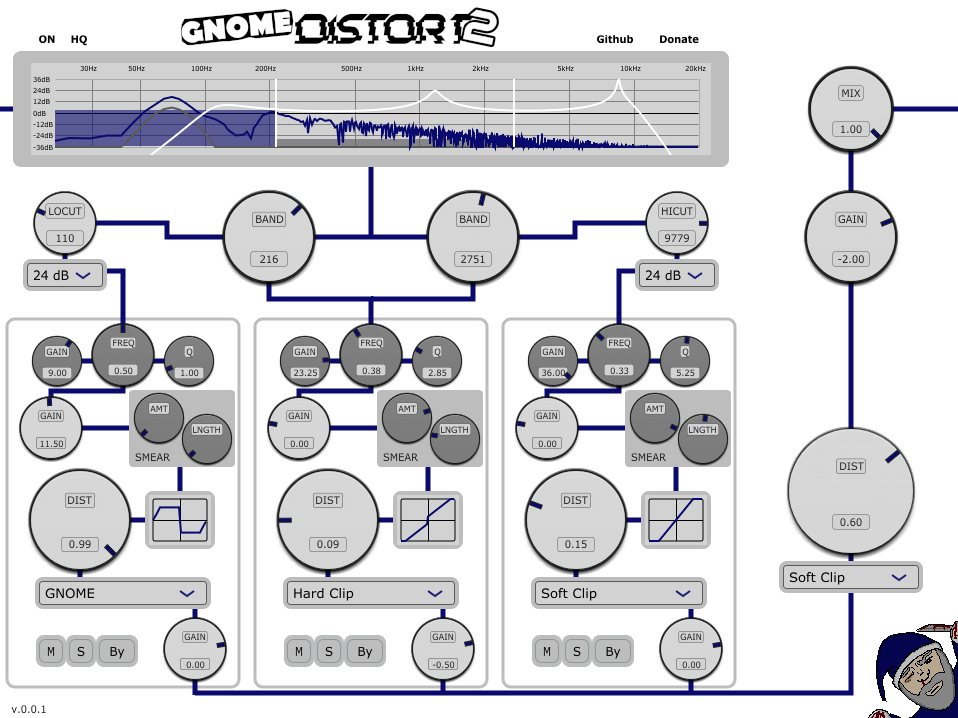 GNOME DISTORT 2
ON HQ
Github Donate
30Hz 50Hz 100Hz 200Hz 500Hz 1kHz 2kHz 5kHz 10kHz 20kHz
36dB
24dB
12dB
0dB
-12dB
-24dB
-36dB
MIX
1.00
LOCUT
110
BAND
216
BAND
2751
HICUT
9779
GAIN
-2.00
24 dB
24 dB
GAIN
9.00
FREQ
0.50
Q
1.00
GAIN
11.50
AMT
LNGTH
SMEAR
DIST
0.99
GNOME
M S By
GAIN
0.00
GAIN
23.25
FREQ
0.38
Q
2.85
GAIN
0.00
AMT
LNGTH
SMEAR
DIST
0.09
Hard Clip
M S By
GAIN
-0.50
GAIN
36.00
FREQ
0.33
Q
5.25
GAIN
0.00
AMT
LNGTH
SMEAR
DIST
0.15
Soft Clip
M S By
GAIN
0.00
DIST
0.60
Soft Clip
v.0.0.1